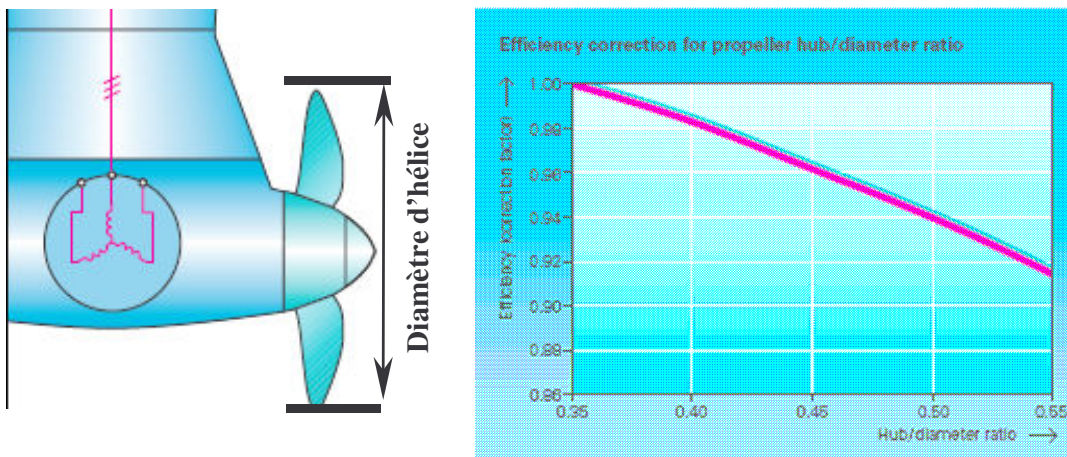 Diamètre d'hélice
Efficiency correction for propeller hub/diameter ratio
Efficiency correction factor
1.00
0.98
0.96
0.94
0.92
0.90
0.88
0.86
0.35 0.40 0.45 0.50 0.55
Hub/diameter ratio